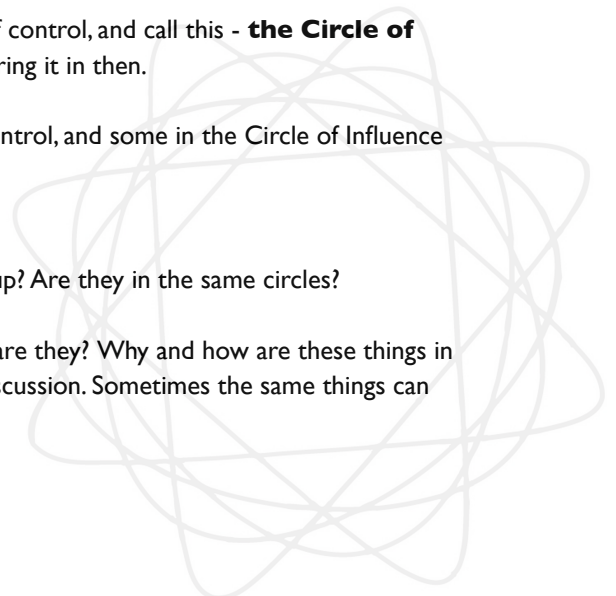 control, and call this - the Circle of
ring it in then.
ntrol, and some in the Circle of Influence
up? Are they in the same circles?
are they? Why and how are these things in
scussion. Sometimes the same things can